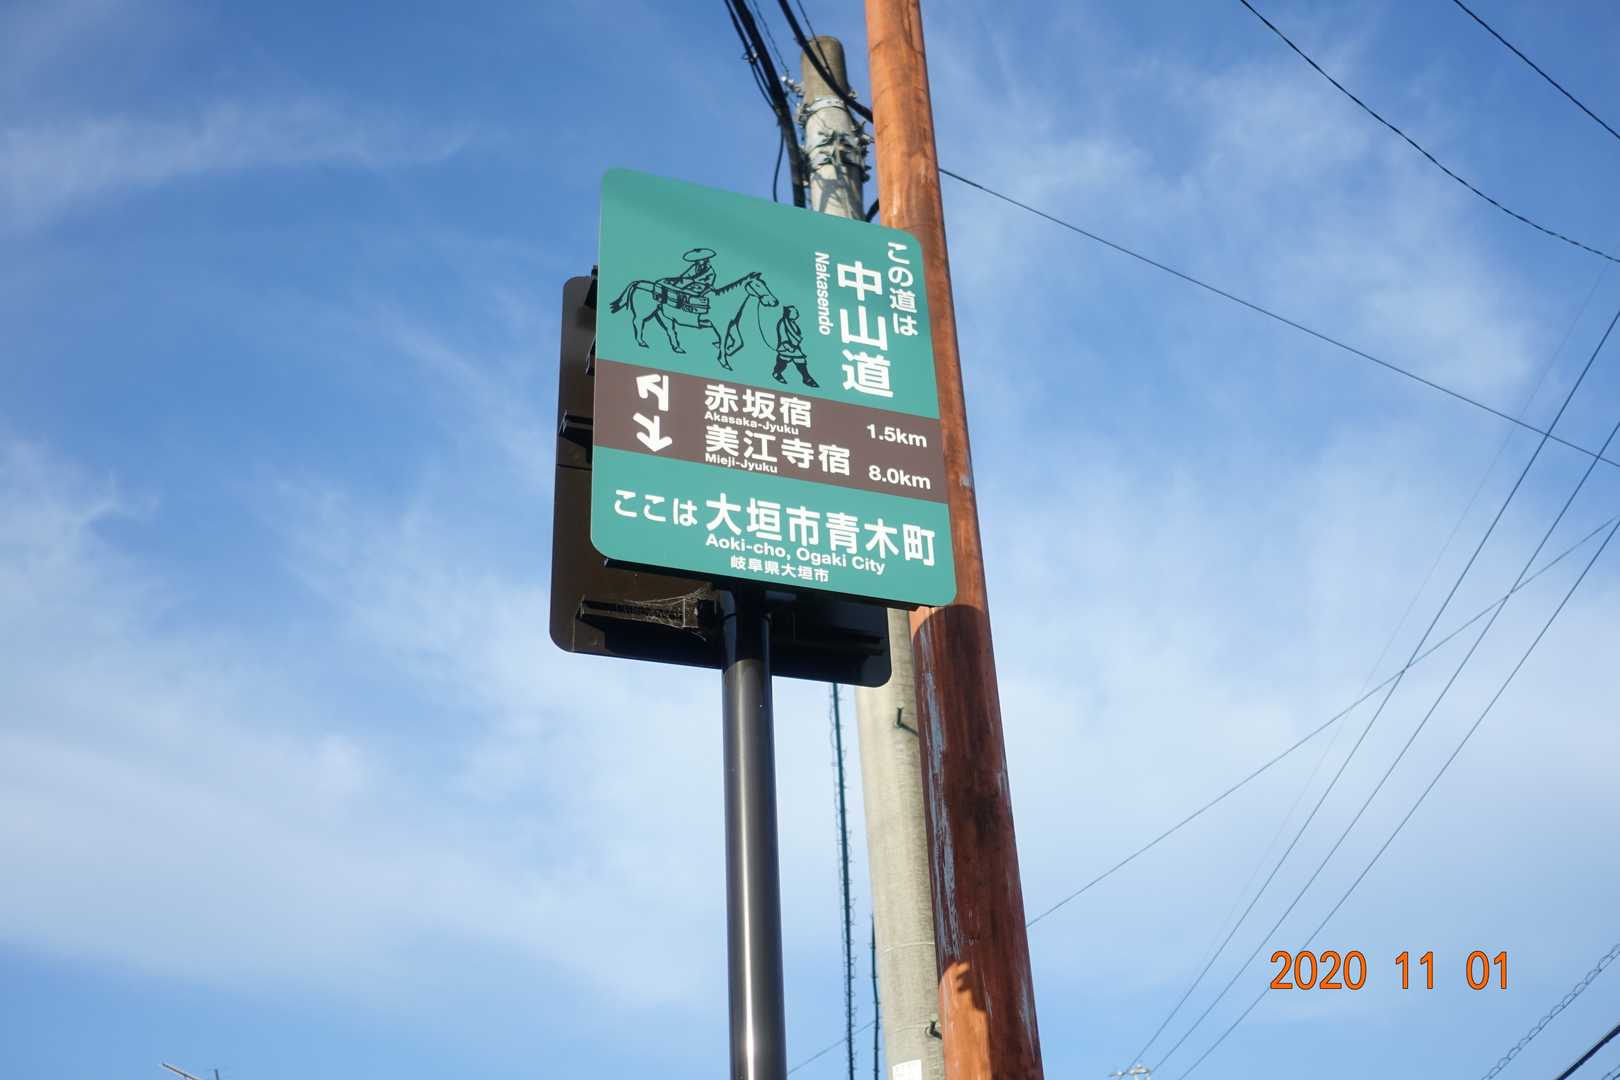 この道は
中山道
Nakasendo
赤坂宿 1.5km
Akasaka-Jyuku
美江寺宿 8.0km
Mieji-Jyuku
ここは大垣市青木町
Aoki-cho, Ogaki City
岐阜県大垣市
2020 11 01